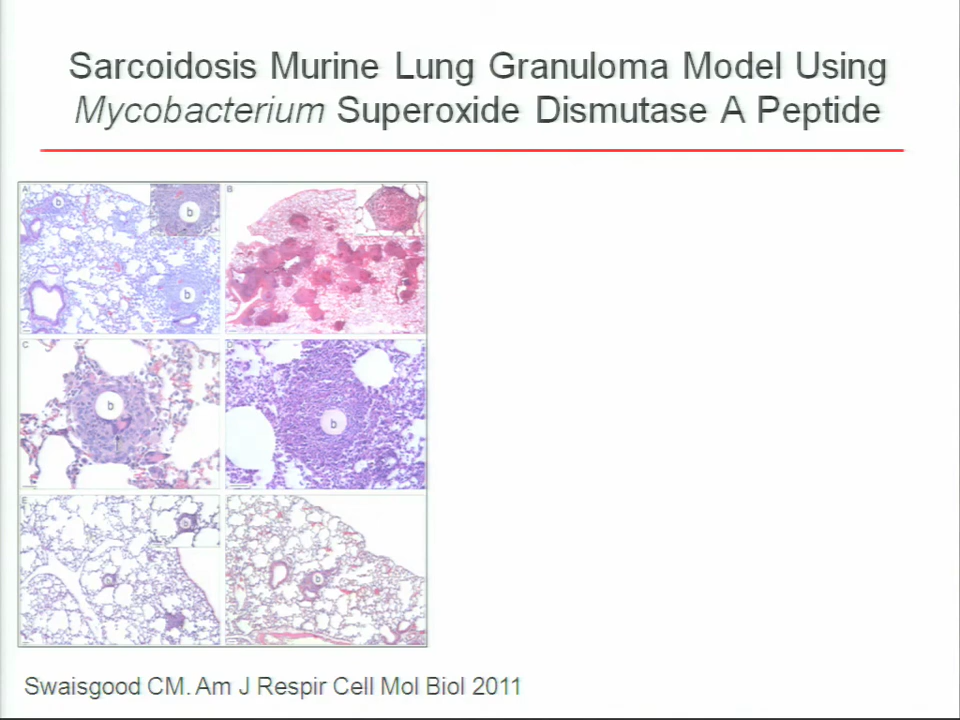 Sarcoidosis Murine Lung Granuloma Model Using
Mycobacterium Superoxide Dismutase A Peptide
A
b
b
b
B
C
b
D
b
E
F
b
Swaisgood CM. Am J Respir Cell Mol Biol 2011